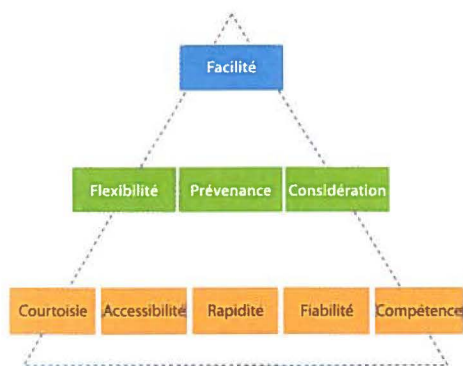 Facilité
Flexibilité Prévenance Considération
Courtoisie Accessibilité Rapidité Fiabilité Compétence